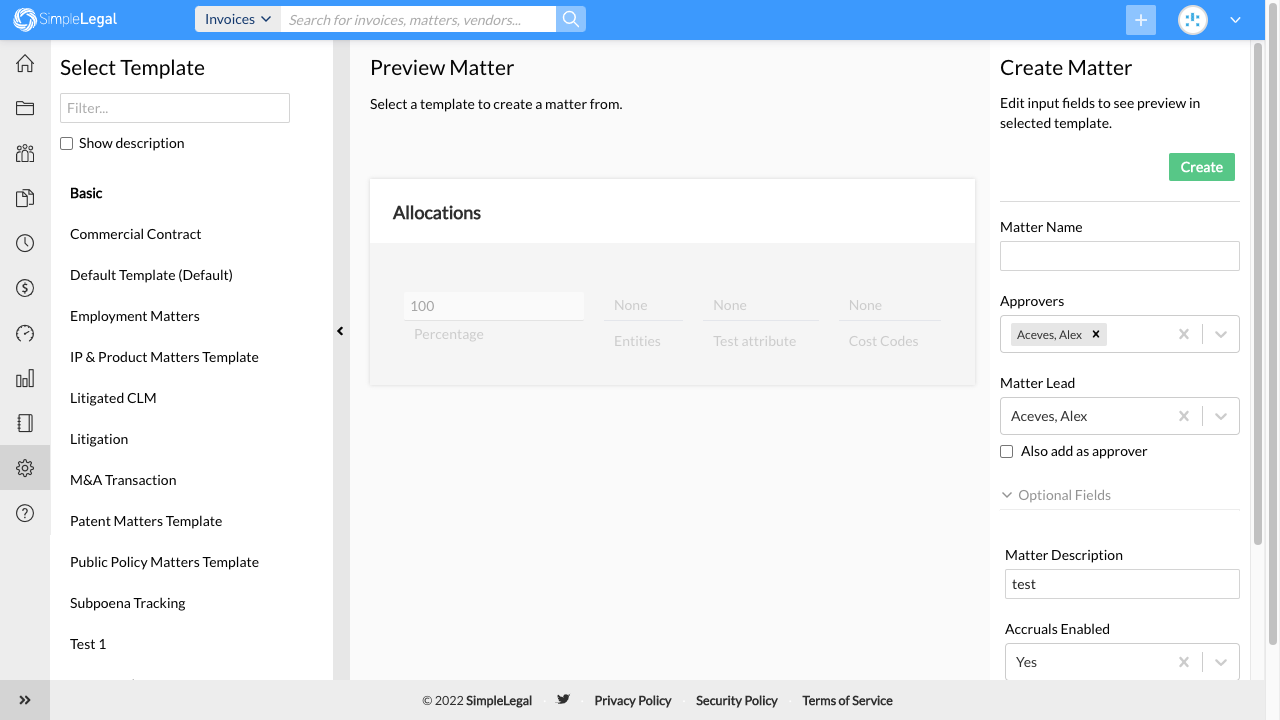 SimpleLegal
Invoices
Search for invoices, matters, vendors...
Select Template
Filter...
Show description
Basic
Commercial Contract
Default Template (Default)
Employment Matters
IP & Product Matters Template
Litigated CLM
Litigation
M&A Transaction
Patent Matters Template
Public Policy Matters Template
Subpoena Tracking
Test 1
Preview Matter
Select a template to create a matter from.
Allocations
100
Percentage
None
Entities
None
Test attribute
None
Cost Codes
Create Matter
Edit input fields to see preview in
selected template.
Create
Matter Name
Approvers
Aceves, Alex
Matter Lead
Aceves, Alex
Also add as approver
Optional Fields
Matter Description
test
Accruals Enabled
Yes
© 2022 SimpleLegal
Privacy Policy
Security Policy
Terms of Service